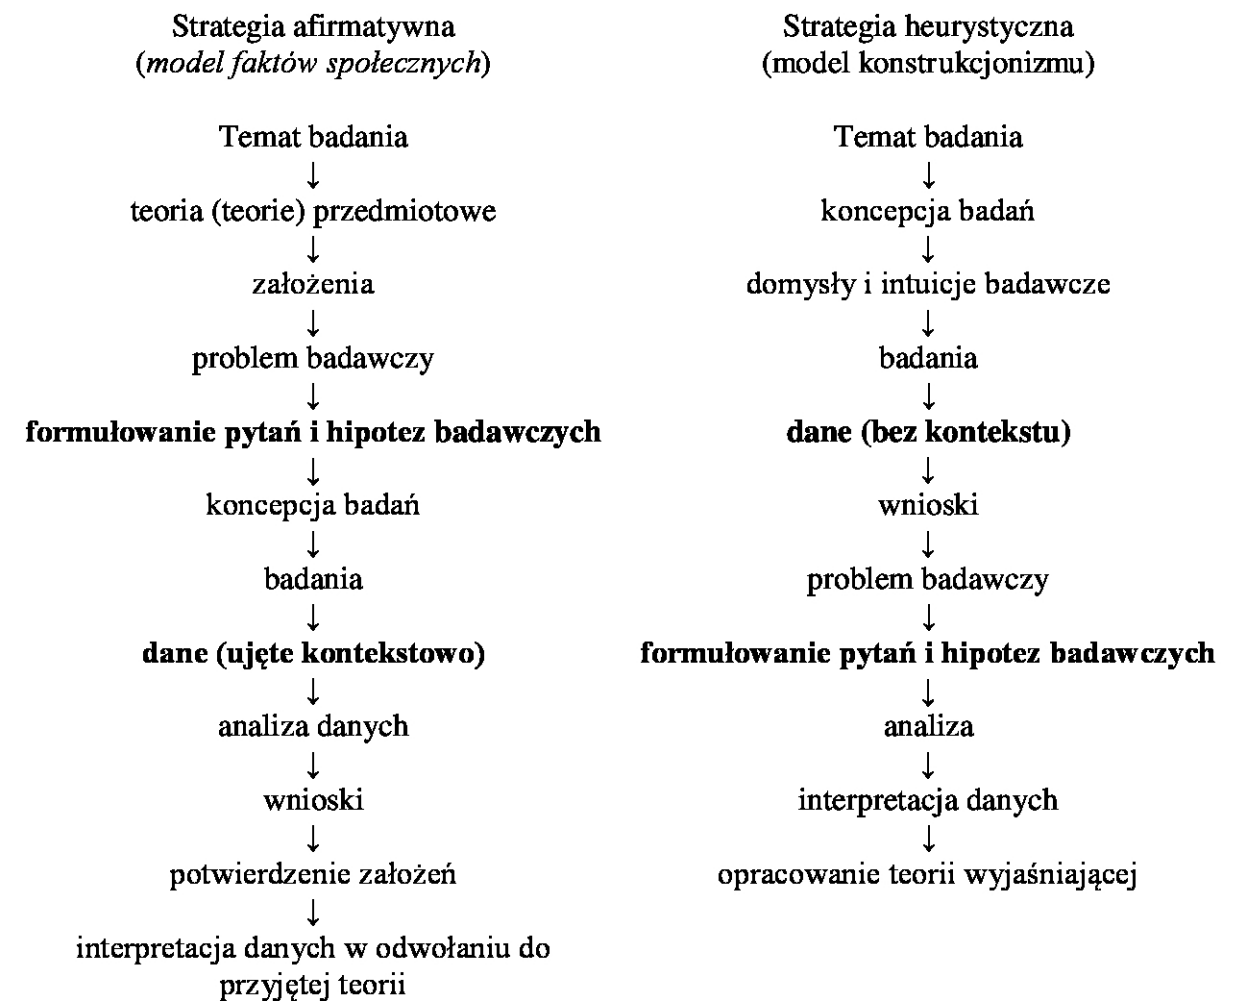 Strategia afirmatywna
(model faktów społecznych)
Temat badania
↓
teoria (teorie) przedmiotowe
↓
założenia
↓
problem badawczy
↓
formułowanie pytań i hipotez badawczych
↓
koncepcja badań
↓
badania
↓
dane (ujęte kontekstowo)
↓
analiza danych
↓
wnioski
↓
potwierdzenie założeń
↓
interpretacja danych w odwołaniu do
przyjętej teorii
Strategia heurystyczna
(model konstrukcjonizmu)
Temat badania
↓
koncepcja badań
↓
domysły i intuicje badawcze
↓
badania
↓
dane (bez kontekstu)
↓
wnioski
↓
problem badawczy
↓
formułowanie pytań i hipotez badawczych
↓
analiza
↓
interpretacja danych
↓
opracowanie teorii wyjaśniającej